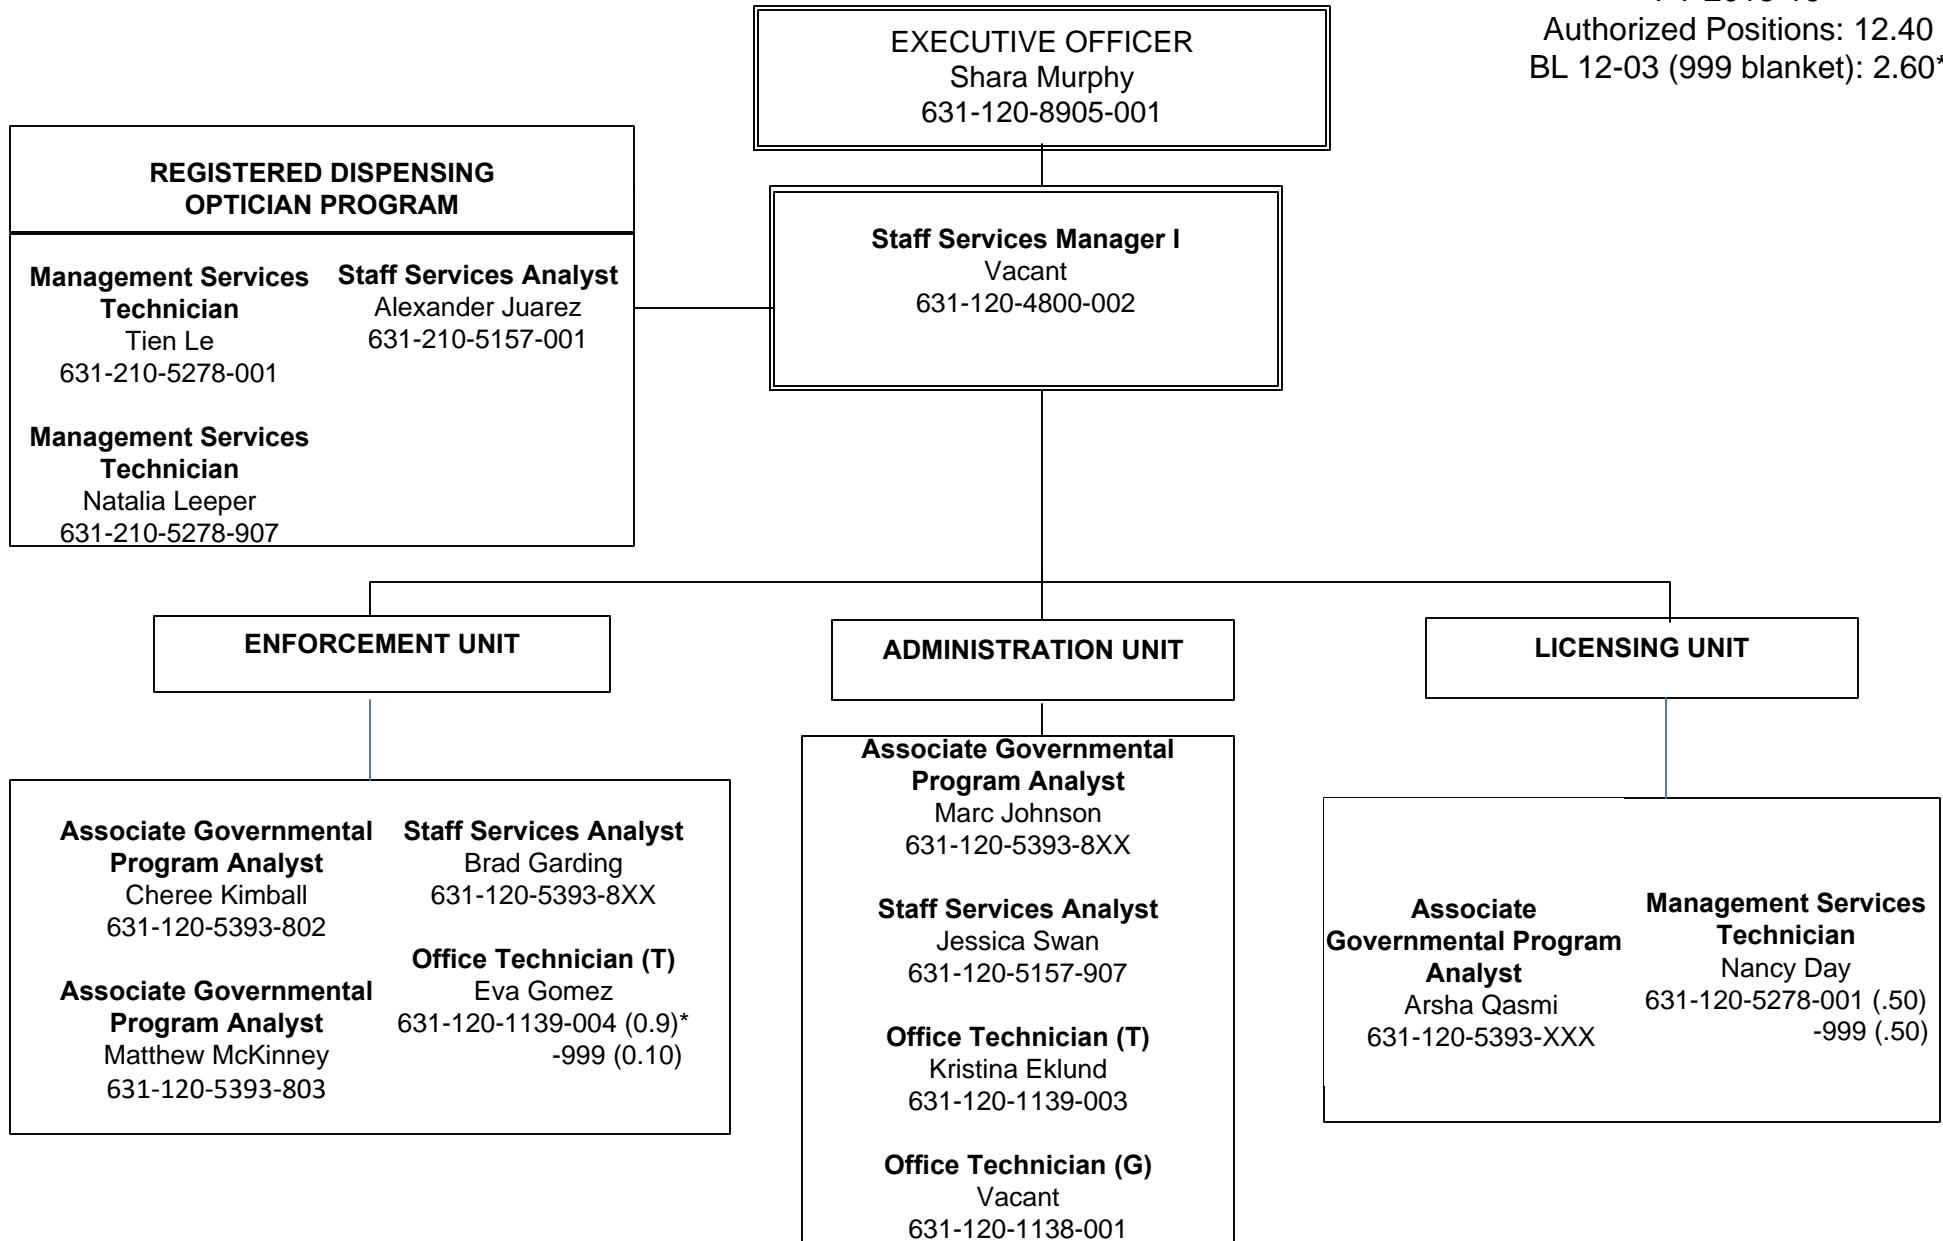 Authorized Positions: 12.40
BL 12-03 (999 blanket): 2.60*
EXECUTIVE OFFICER
Shara Murphy
631-120-8905-001
REGISTERED DISPENSING
OPTICIAN PROGRAM
Management Services
Technician
Tien Le
631-210-5278-001
Staff Services Analyst
Alexander Juarez
631-210-5157-001
Management Services
Technician
Natalia Leeper
631-210-5278-907
Staff Services Manager I
Vacant
631-120-4800-002
ENFORCEMENT UNIT
ADMINISTRATION UNIT
LICENSING UNIT
Associate Governmental
Program Analyst
Cheree Kimball
631-120-5393-802
Associate Governmental
Program Analyst
Matthew McKinney
631-120-5393-803
Staff Services Analyst
Brad Garding
631-120-5393-8XX
Office Technician (T)
Eva Gomez
631-120-1139-004 (0.9)*
-999 (0.10)
Associate Governmental
Program Analyst
Marc Johnson
631-120-5393-8XX
Staff Services Analyst
Jessica Swan
631-120-5157-907
Office Technician (T)
Kristina Eklund
631-120-1139-003
Office Technician (G)
Vacant
631-120-1138-001
Associate
Governmental Program
Analyst
Arsha Qasmi
631-120-5393-XXX
Management Services
Technician
Nancy Day
631-120-5278-001 (.50)
-999 (.50)